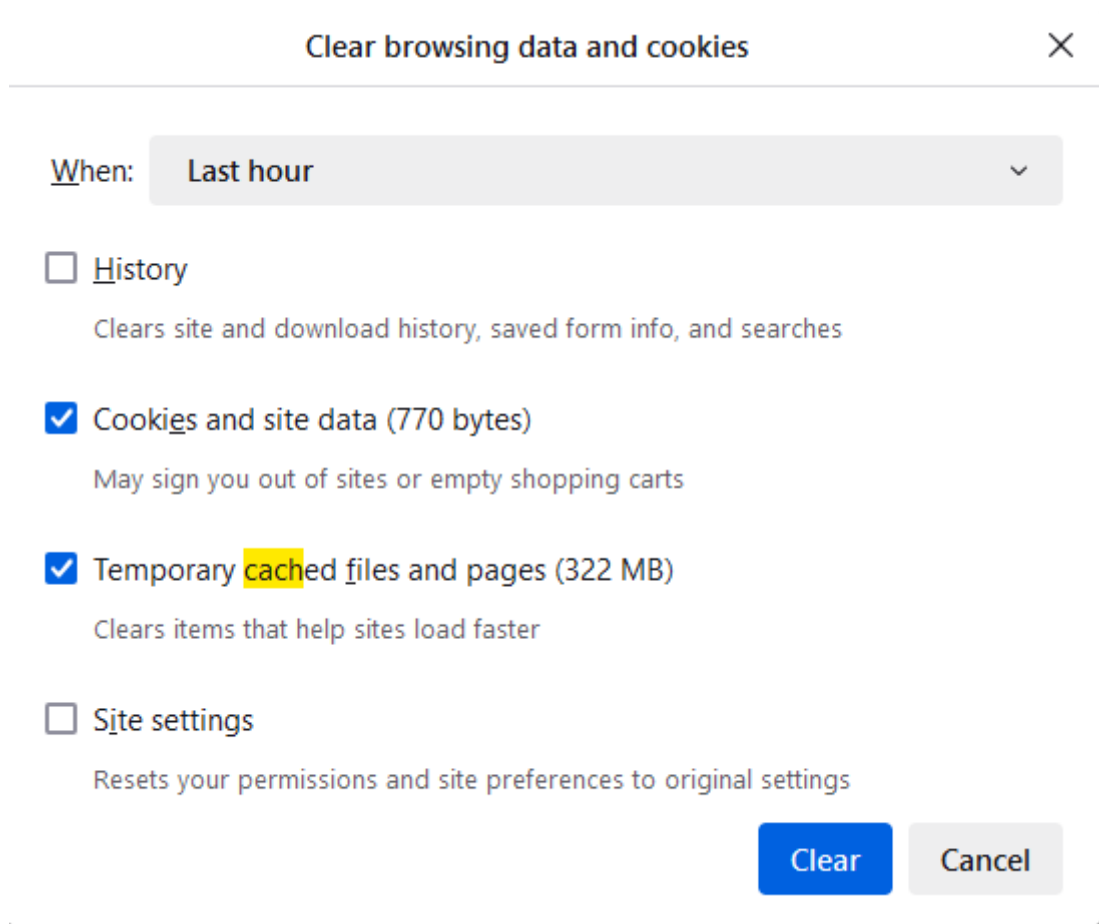 Clear browsing data and cookies
When: Last hour
History
Clears site and download history, saved form info, and searches
Cookies and site data (770 bytes)
May sign you out of sites or empty shopping carts
Temporary cached files and pages (322 MB)
Clears items that help sites load faster
Site settings
Resets your permissions and site preferences to original settings
Clear Cancel